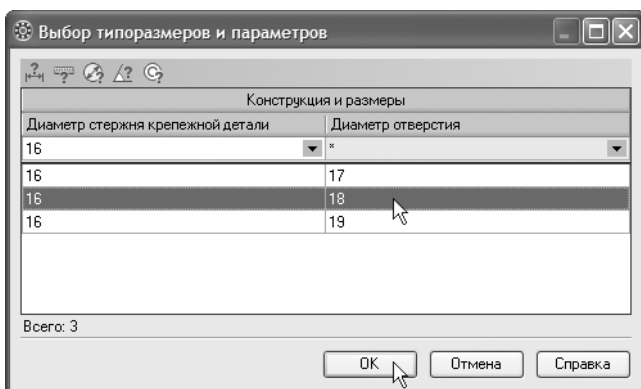 Выбор типоразмеров и параметров
Конструкция и размеры
Диаметр стержня крепежной детали Диаметр отверстия
16 *
16 17
16 18
16 19
Всего: 3
OK Отмена Справка